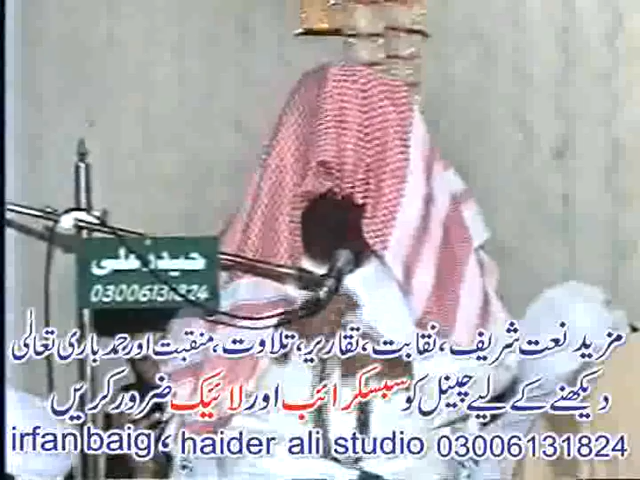 حیدر علی
03006131824
مزید نعت شریف، نقابت، تقاریر، تلاوت، منقبت اور حمد باری تعالٰی
دیکھنے کے لیے چینل کو سبسکرائب اور لائیک ضرور کریں
irfan baig، haider ali studio 03006131824